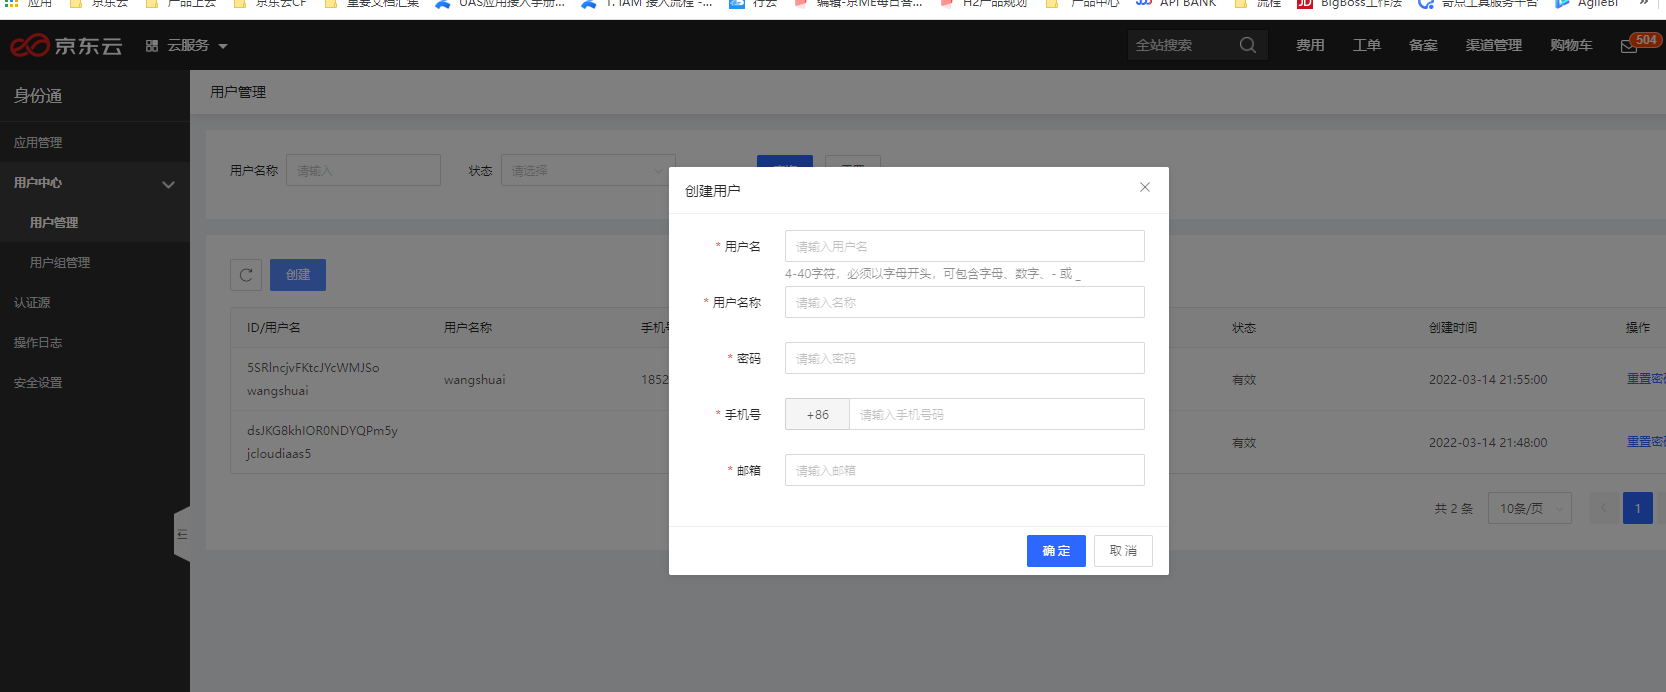 应用 京东云 产品上云 京东云CF 重要文档汇集 UAS应用接入手册... 1. IAM 接入流程 -... 行云 编辑-京ME每日答... H2产品规划 产品中心 API BANK 流程 BigBoss工作法 奇点工具服务平台 AgileBI »
京东云 云服务 全站搜索 费用 工单 备案 渠道管理 购物车 504
身份通
应用管理
用户中心
用户管理
用户组管理
认证源
操作日志
安全设置
用户管理
用户名称 请输入 状态 请选择
创建
ID/用户名 用户名称 手机号 状态 创建时间 操作
5SRlncjvFKtcJYcWMJSo
wangshuai wangshuai 1852 有效 2022-03-14 21:55:00 重置密码
dsJKG8khIOR0NDYQPm5y
jcloudiaas5 有效 2022-03-14 21:48:00 重置密码
共 2 条 10条/页 1
创建用户
* 用户名 请输入用户名
4-40字符，必须以字母开头，可包含字母、数字、- 或 _
* 用户名称 请输入名称
* 密码 请输入密码
* 手机号 +86 请输入手机号码
* 邮箱 请输入邮箱
确 定 取 消